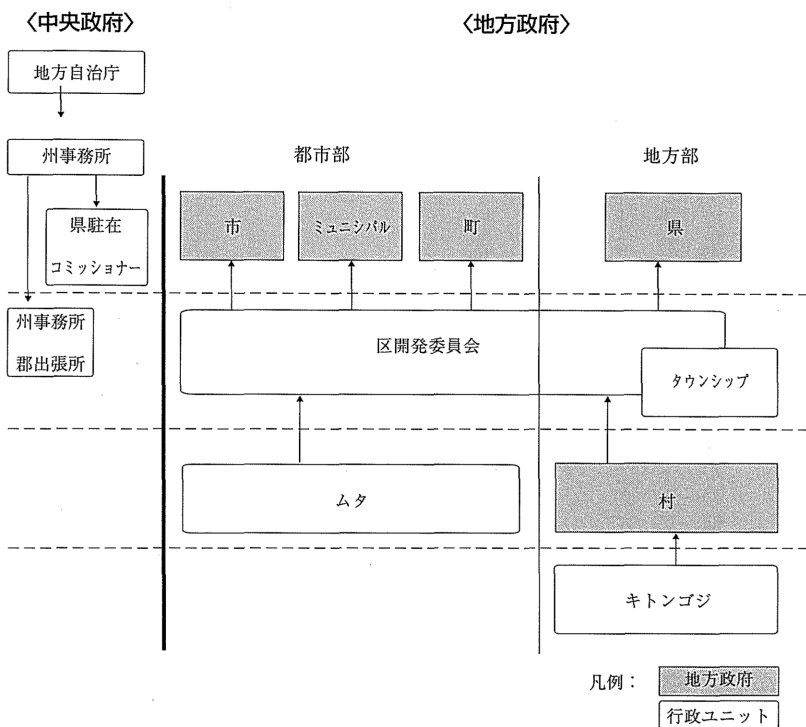 〈中央政府〉
〈地方政府〉
地方自治庁
州事務所
都市部
地方部
県駐在
コミッショナー
市
ミュニシパル
町
県
州事務所
郡出張所
区開発委員会
タウンシップ
ムタ
村
キトンゴジ
凡例：
地方政府
行政ユニット